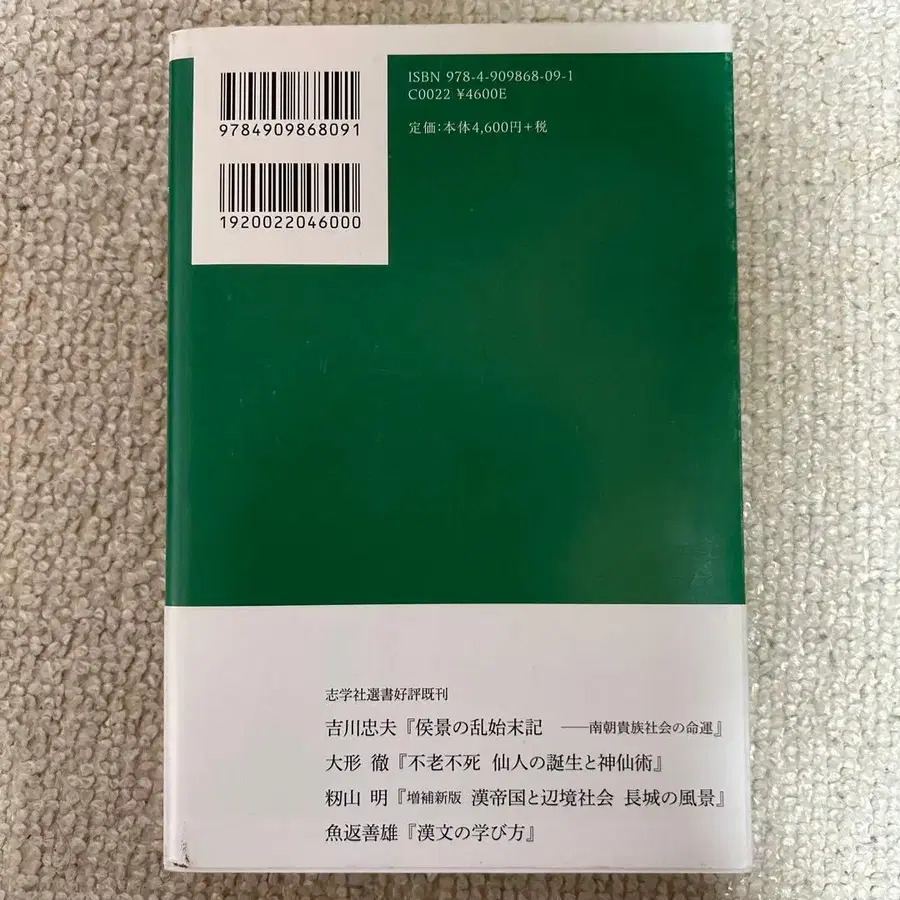 ISBN 978-4-909868-09-1
C0022 ¥4600E
定価：本体4,600円+税
9784909868091
1920022046000
志学社選書好評既刊
吉川忠夫『侯景の乱始末記 ――南朝貴族社会の命運』
大形 徹『不老不死 仙人の誕生と神仙術』
籾山 明『増補新版 漢帝国と辺境社会 長城の風景』
魚返善雄『漢文の学び方』